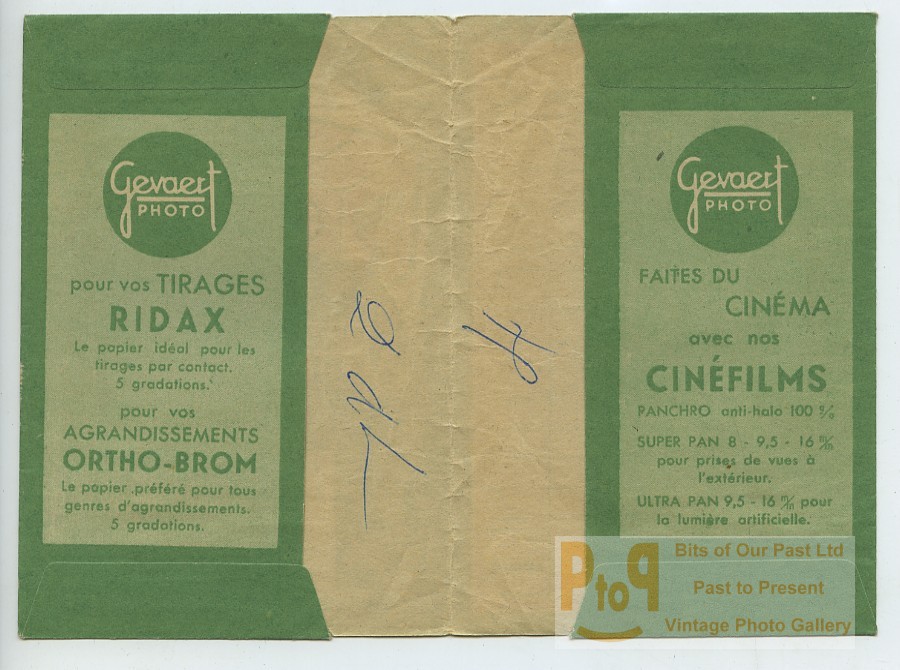 Gevaert
PHOTO
pour vos TIRAGES
RIDAX
Le papier idéal pour les
tirages par contact.
5 gradations.
pour vos
AGRANDISSEMENTS
ORTHO-BROM
Le papier préféré pour tous
genres d'agrandissements.
5 gradations.
Gevaert
PHOTO
FAITES DU
CINÉMA
avec nos
CINÉFILMS
PANCHRO anti-halo 100 %
SUPER PAN 8 - 9,5 - 16 m/m
pour prises de vues à
l'extérieur.
ULTRA PAN 9,5 - 16 m/m pour
la lumière artificielle.
PtoP
Bits of Our Past Ltd
Past to Present
Vintage Photo Gallery